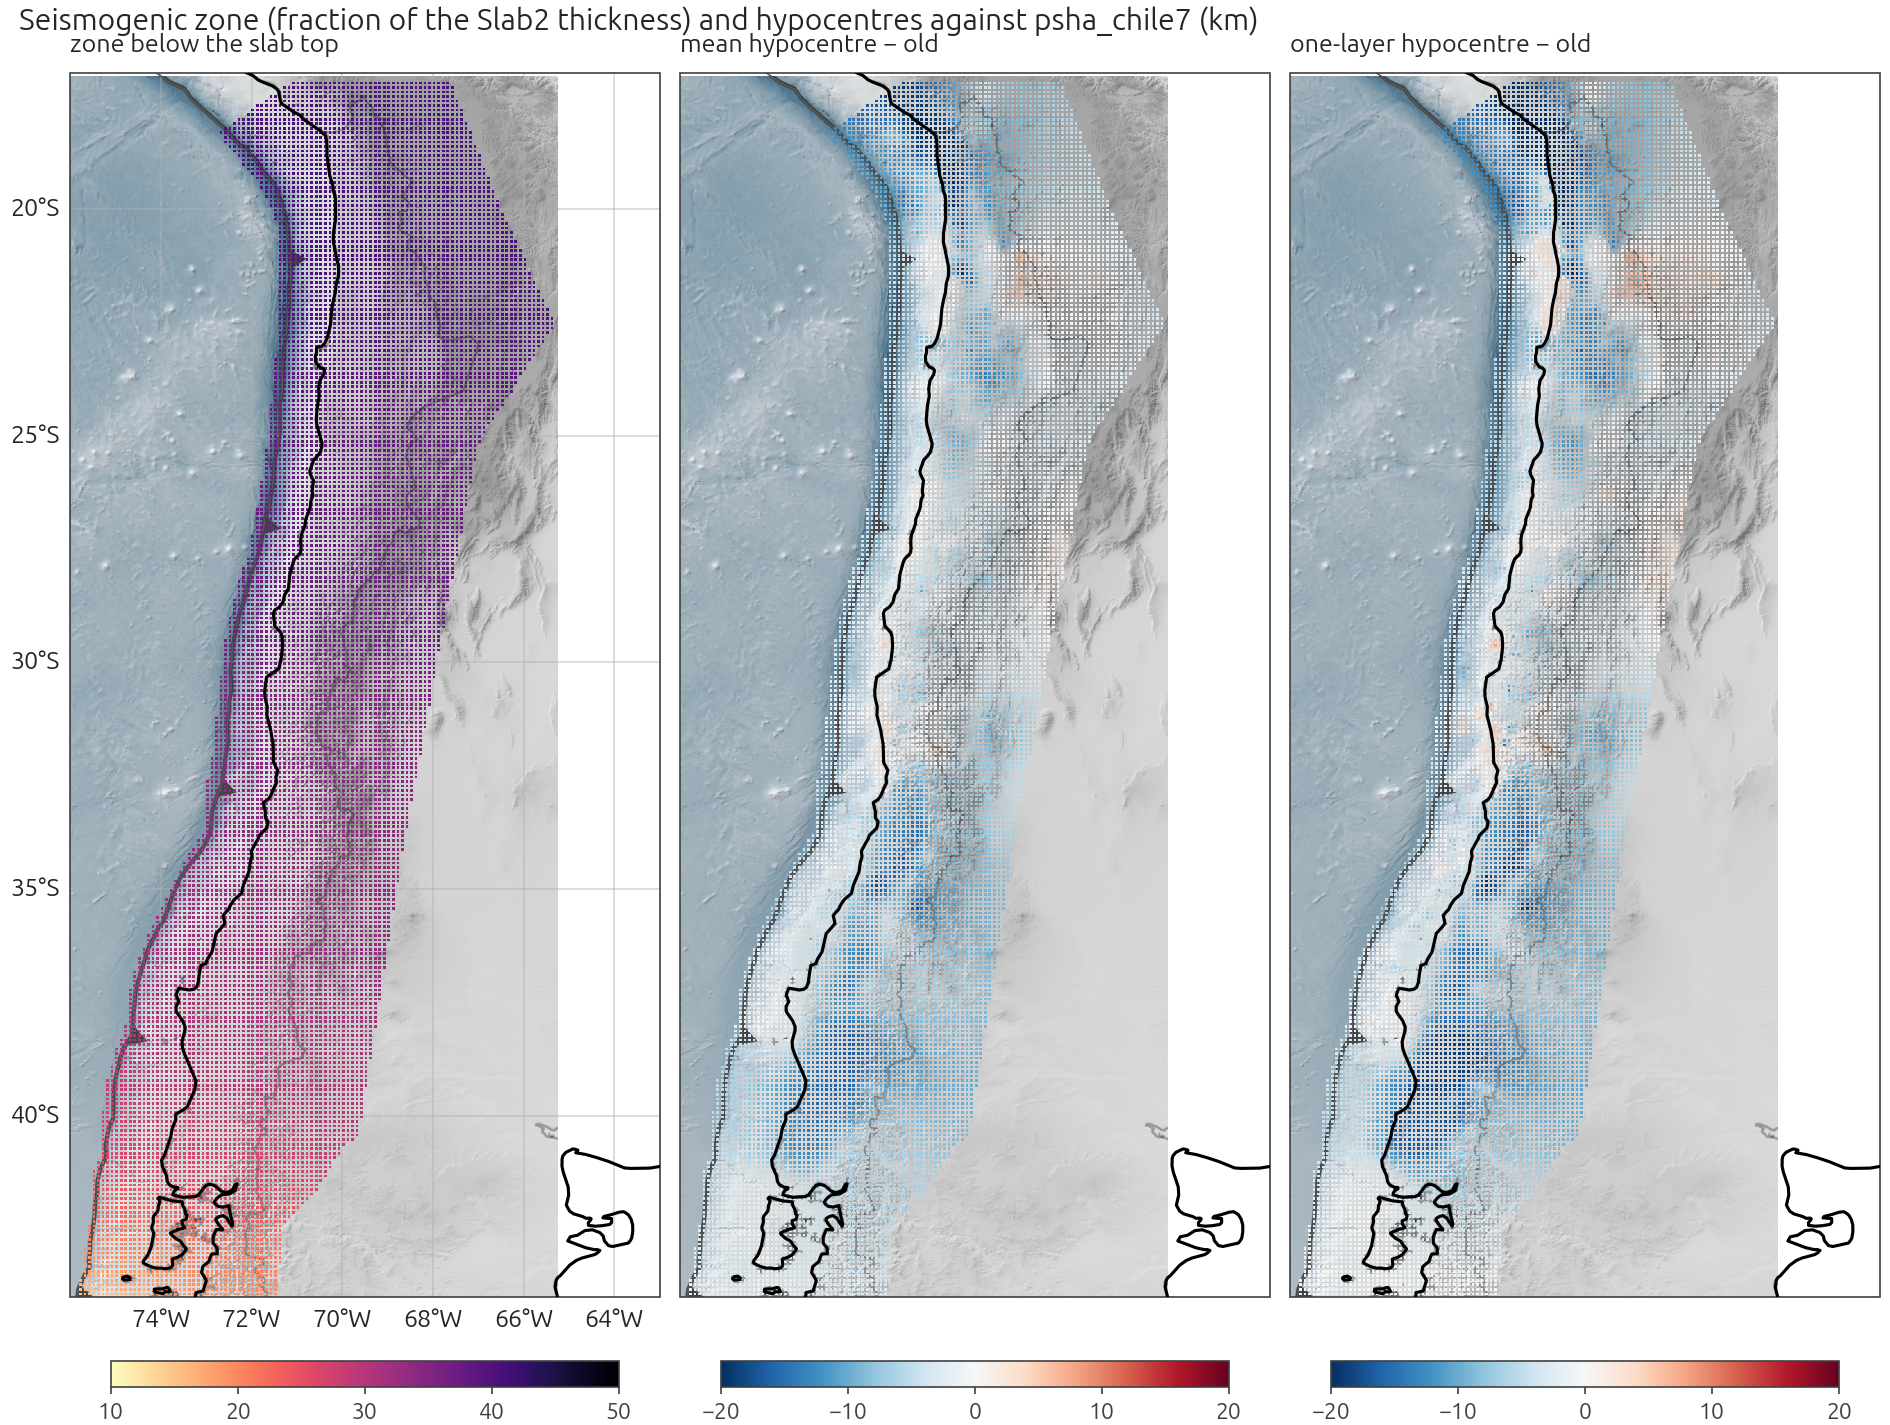 Seismogenic zone (fraction of the Slab2 thickness) and hypocentres against psha_chile7 (km)
zone below the slab top
mean hypocentre − old
one-layer hypocentre − old
20°S
25°S
30°S
35°S
40°S
74°W 72°W 70°W 68°W 66°W 64°W
10 20 30 40 50
−20 −10 0 10 20
−20 −10 0 10 20